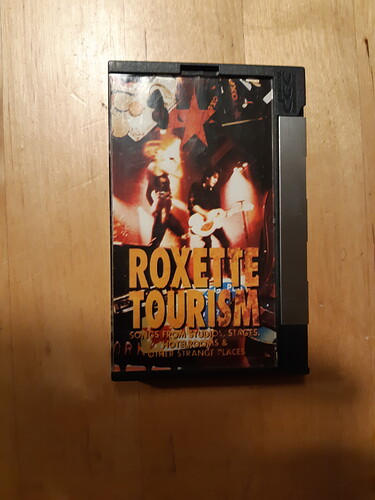 ROXETTE
TOURISM
SONGS FROM STUDIOS, STAGES,
HOTELROOMS &
OTHER STRANGE PLACES